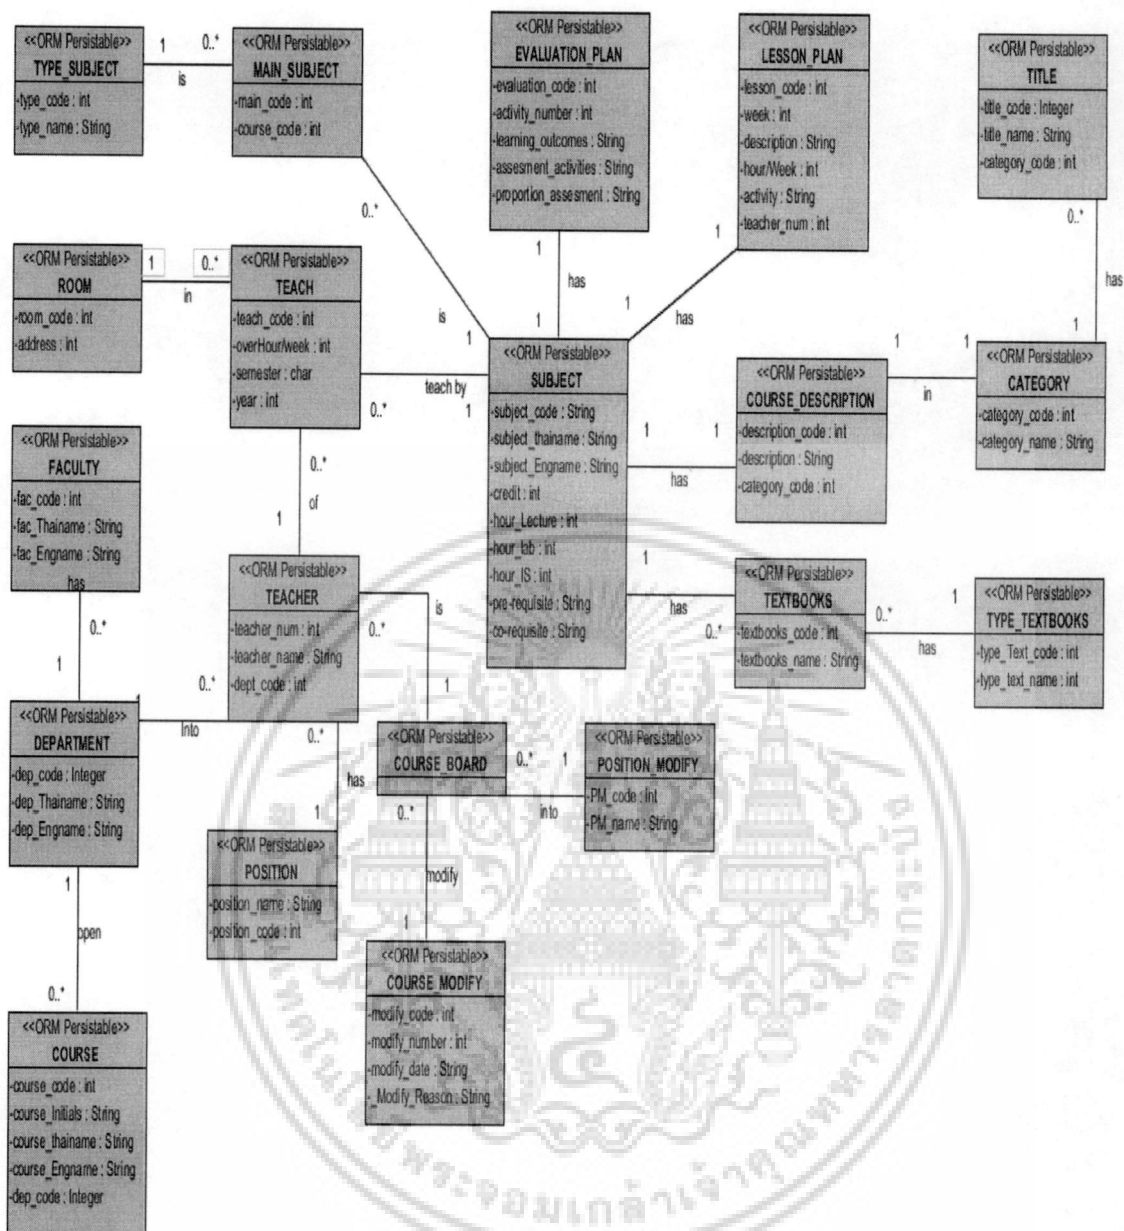 <<ORM Persistable>>
TYPE_SUBJECT
-type_code : int
-type_name : String
1
0..*
is
<<ORM Persistable>>
MAIN_SUBJECT
-main_code : int
-course_code : int
0..*
is
1
<<ORM Persistable>>
EVALUATION_PLAN
-evaluation_code : int
-activity_number : int
-learning_outcomes : String
-assesment_activities : String
-proportion_assesment : String
1
has
1
<<ORM Persistable>>
LESSON_PLAN
-lesson_code : int
-week : int
-description : String
-hour/Week : int
-activity : String
-teacher_num : int
1
1
has
<<ORM Persistable>>
TITLE
-title_code : Integer
-title_name : String
-category_code : int
0..*
has
1
<<ORM Persistable>>
ROOM
-room_code : int
-address : int
1
0..*
in
<<ORM Persistable>>
TEACH
-teach_code : int
-overHour/week : int
-semester : char
-year : int
teach by
0..*
1
<<ORM Persistable>>
SUBJECT
-subject_code : String
-subject_thainame : String
-subject_Engname : String
-credit : int
-hour_Lecture : int
-hour_lab : int
-hour_IS : int
-pre-requisite : String
-co-requisite : String
1
1
has
<<ORM Persistable>>
COURSE_DESCRIPTION
-description_code : int
-description : String
-category_code : int
1
1
in
<<ORM Persistable>>
CATEGORY
-category_code : int
-category_name : String
<<ORM Persistable>>
FACULTY
-fac_code : int
-fac_Thainame : String
-fac_Engname : String
has
0..*
1
0..*
of
1
<<ORM Persistable>>
TEACHER
-teacher_num : int
-teacher_name : String
-dept_code : int
is
0..*
1
1
has
0..*
<<ORM Persistable>>
TEXTBOOKS
-textbooks_code : int
-textbooks_name : String
0..*
1
has
<<ORM Persistable>>
TYPE_TEXTBOOKS
-type_Text_code : int
-type_text_name : int
1
0..*
Into
<<ORM Persistable>>
DEPARTMENT
-dep_code : Integer
-dep_Thainame : String
-dep_Engname : String
0..*
has
1
<<ORM Persistable>>
POSITION
-position_name : String
-position_code : int
<<ORM Persistable>>
COURSE_BOARD
0..*
1
into
<<ORM Persistable>>
POSITION_MODIFY
-PM_code : Int
-PM_name : String
0..*
modify
1
<<ORM Persistable>>
COURSE_MODIFY
-modify_code : int
-modify_number : int
-modify_date : String
-_Modify_Reason : String
1
open
0..*
<<ORM Persistable>>
COURSE
-course_code : int
-course_Initials : String
-course_thainame : String
-course_Engname : String
-dep_code : Integer